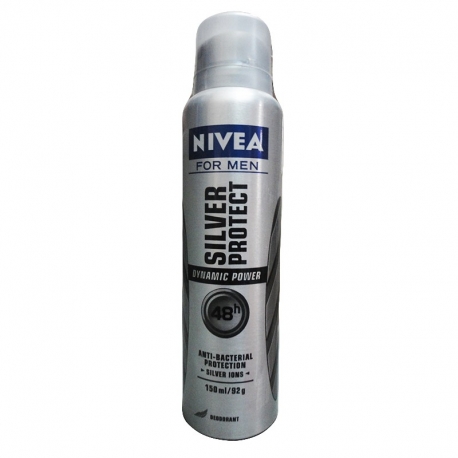 NIVEA
FOR MEN
SILVER
PROTECT
DYNAMIC POWER
48h
ANTI-BACTERIAL
PROTECTION
SILVER IONS
150 ml/92 g
DEODORANT